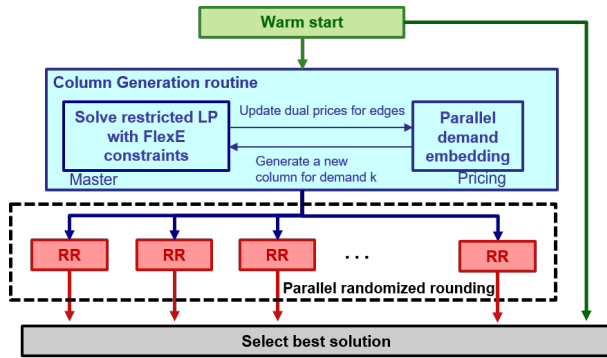 Warm start
Column Generation routine
Solve restricted LP
with FlexE
constraints
Master
Update dual prices for edges
Generate a new
column for demand k
Parallel
demand
embedding
Pricing
RR
RR
RR
. . .
RR
Parallel randomized rounding
Select best solution